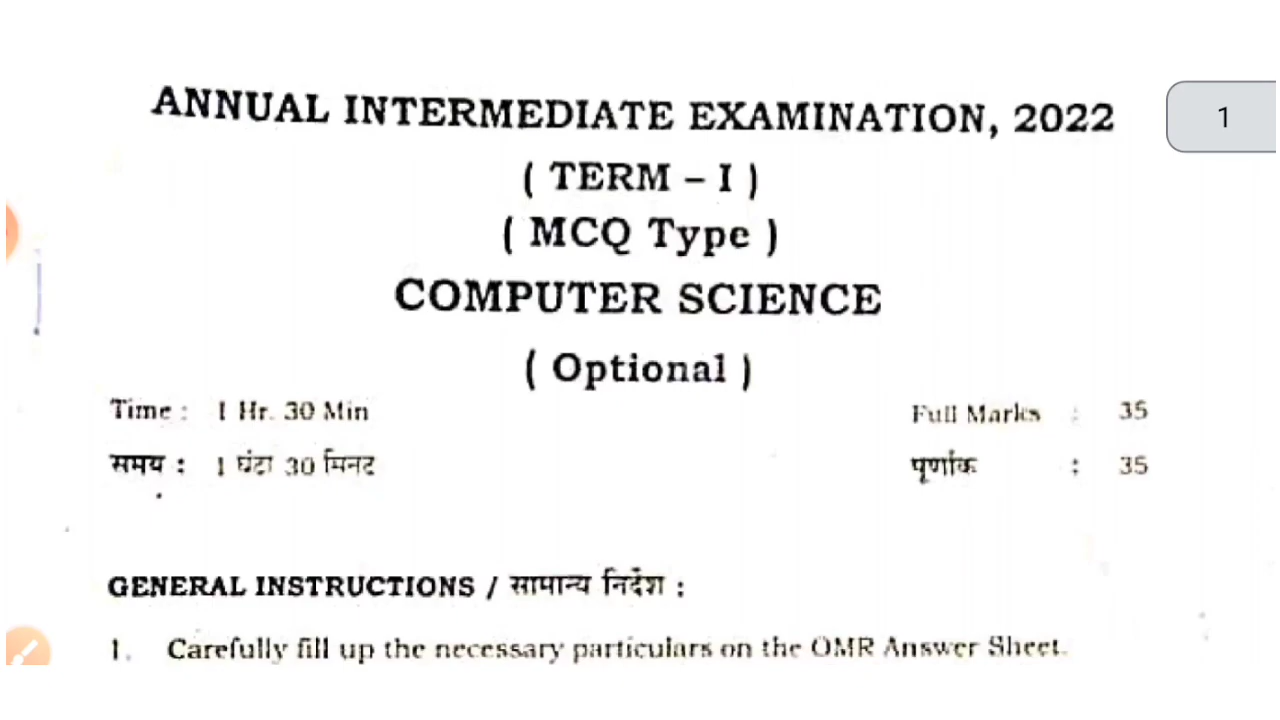 ANNUAL INTERMEDIATE EXAMINATION, 2022
1
( TERM – I )
( MCQ Type )
COMPUTER SCIENCE
( Optional )
Time : 1 Hr. 30 Min Full Marks : 35
समय : 1 घंटा 30 मिनट पूर्णांक : 35
GENERAL INSTRUCTIONS / सामान्य निर्देश :
1. Carefully fill up the necessary particulars on the OMR Answer Sheet.